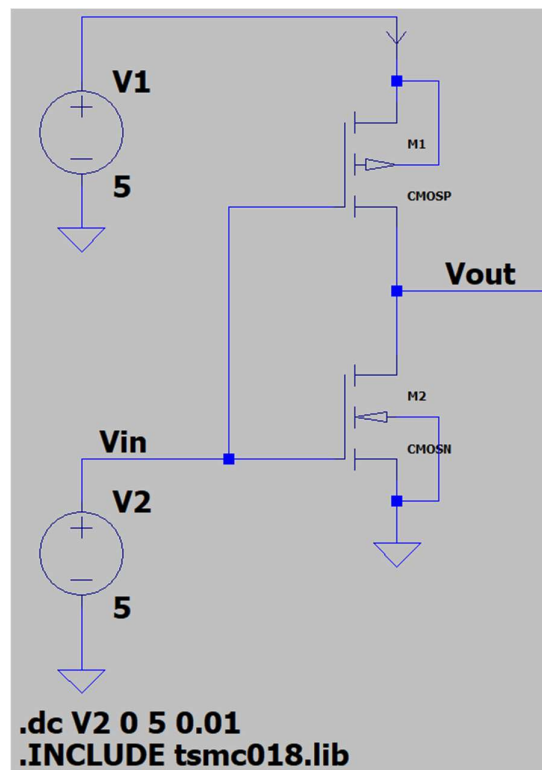 V1
5
M1
CMOSP
Vout
M2
CMOSN
Vin
V2
5
.dc V2 0 5 0.01
.INCLUDE tsmc018.lib